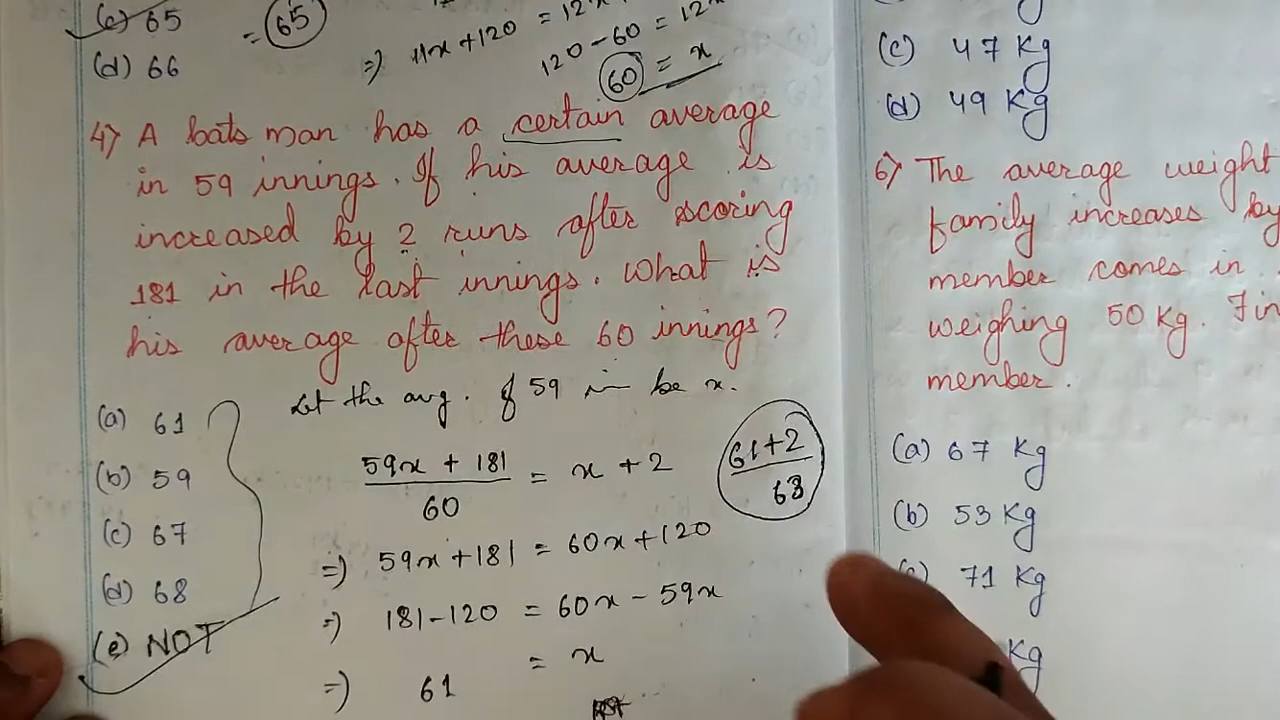 (c) 65
= 65
(d) 66
=) 11x+120 = 12x
120-60 = 12x
60 = x
4) A bats man has a certain average
in 59 innings. If his average is
increased by 2 runs after scoring
181 in the last innings. What is
his average after these 60 innings?
Let the avg. of 59 in be x.
(a) 61
(b) 59
(c) 67
(d) 68
(e) NOT
59x + 181 = x + 2
60
61+2
63
=) 59x+181 = 60x+120
=) 181-120 = 60x - 59x
=) 61 = x
(c) 47 Kg
(d) 49 Kg
6) The average weight
family increases by
member comes in
weighing 50 Kg. Fin
member.
(a) 67 Kg
(b) 53 Kg
71 Kg
Kg